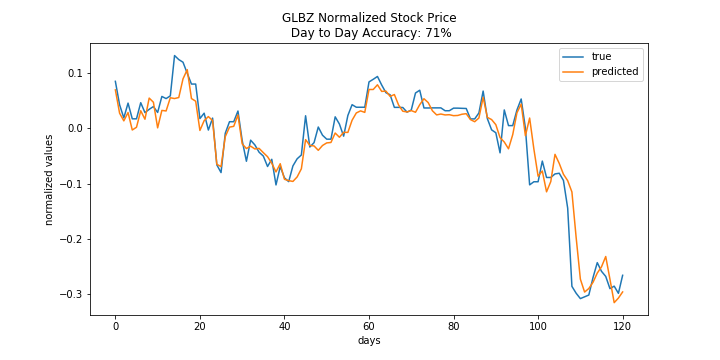 GLBZ Normalized Stock Price
Day to Day Accuracy: 71%
true
predicted
normalized values
0.1
0.0
−0.1
−0.2
−0.3
0
20
40
60
80
100
120
days